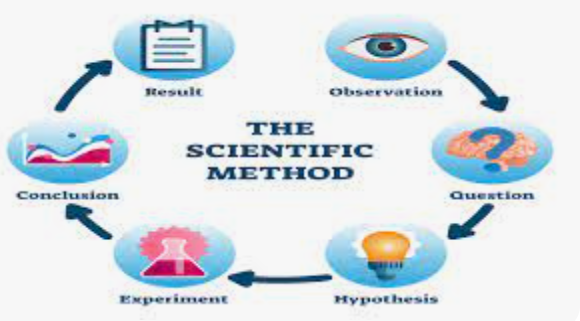 Result
Observation
THE
SCIENTIFIC
METHOD
Conclusion
Question
Experiment
Hypothesis